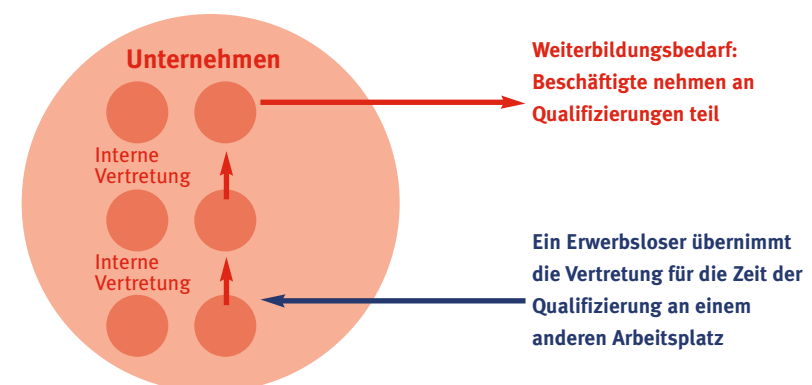 Unternehmen
Interne
Vertretung
Interne
Vertretung
Weiterbildungsbedarf:
Beschäftigte nehmen an
Qualifizierungen teil
Ein Erwerbsloser übernimmt
die Vertretung für die Zeit der
Qualifizierung an einem
anderen Arbeitsplatz